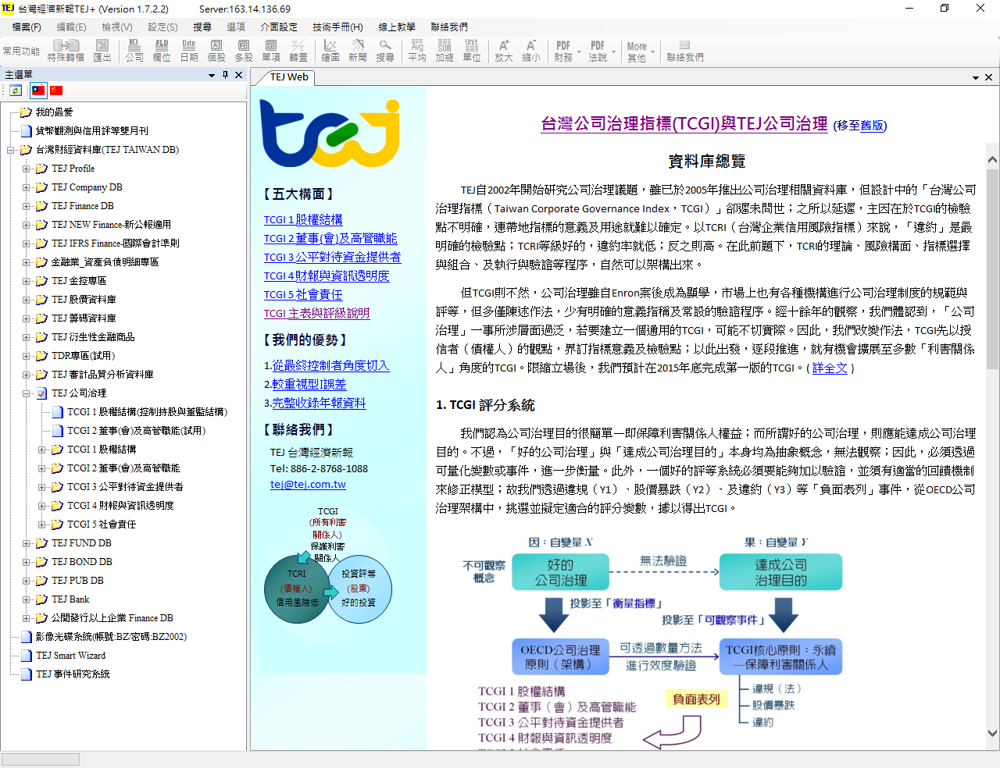 台灣經濟新報TEJ+ (Version 1.7.2.2) Server:163.14.136.69
檔案(F) 編輯(E) 檢視(V) 設定(S) 搜尋 選項 介面設定 技術手冊(H) 線上教學 聯絡我們
常用功能 特殊轉檔 匯出 公司 欄位 日期 個股 多股 單項 轉置 繪圖 新聞 搜尋 平均 加總 單位 放大 縮小 財務 法說 其他 聯絡我們
ID FLD Date Avg SUM Unit A+ A- PDF PDF More
主選單
我的最愛
貨幣觀測與信用評等雙月刊
台灣財經資料庫(TEJ TAIWAN DB)
TEJ Profile
TEJ Company DB
TEJ Finance DB
TEJ NEW Finance-新公報適用
TEJ IFRS Finance-國際會計準則
金融業_資產負債明細專區
TEJ 金控專區
TEJ 股價資料庫
TEJ 籌碼資料庫
TEJ 衍生性金融商品
TDR專區(試用)
TEJ 審計品質分析資料庫
TEJ 公司治理
TCGI 1 股權結構(控制持股與董監結構)
TCGI 2 董事(會)及高管職能(試用)
TCGI 1 股權結構
TCGI 2 董事(會)及高管職能
TCGI 3 公平對待資金提供者
TCGI 4 財報與資訊透明度
TCGI 5 社會責任
TEJ FUND DB
TEJ BOND DB
TEJ PUB DB
TEJ Bank
公開發行以上企業 Finance DB
影像光碟系統(帳號:BZ/密碼:BZ2002)
TEJ Smart Wizard
TEJ 事件研究系統
TEJ Web
tej
【 五大構面 】
TCGI 1 股權結構
TCGI 2 董事(會)及高管職能
TCGI 3 公平對待資金提供者
TCGI 4 財報與資訊透明度
TCGI 5 社會責任
TCGI 主表與評級說明
【 我們的優勢 】
1.從最終控制者角度切入
2.較重視型I誤差
3.完整收錄年報資料
【 聯絡我們 】
TEJ 台灣經濟新報
Tel: 886-2-8768-1088
tej@tej.com.tw
TCGI
(所有利害
關係人)
保護利害
關係人
TCRI
(債權人)
信用風險低
投資評等
(股東)
好的投資
台灣公司治理指標(TCGI)與TEJ公司治理 (移至舊版)
資料庫總覽
TEJ自2002年開始研究公司治理議題，雖已於2005年推出公司治理相關資料庫，但設計中的「台灣公司
治理指標（Taiwan Corporate Governance Index，TCGI）」卻遲未問世；之所以延遲，主因在於TCGI的檢驗
點不明確，連帶地指標的意義及用途就難以確定。以TCRI（台灣企業信用風險指標）來說，「違約」是最
明確的檢驗點；TCRI等級好的，違約率就低；反之則高。在此前題下，TCRI的理論、風險構面、指標選擇
與組合、及執行與驗證等程序，自然可以架構出來。
但TCGI則不然，公司治理雖自Enron案後成為顯學，市場上也有各種機構進行公司治理制度的規範與
評等，但多僅陳述作法，少有明確的意義指稱及常設的驗證程序。經十餘年的觀察，我們體認到，「公司
治理」一事所涉層面過泛，若要建立一個通用的TCGI，可能不切實際。因此，我們改變作法，TCGI先以授
信者（債權人）的觀點，界訂指標意義及檢驗點；以此出發，逐段推進，就有機會擴展至多數「利害關係
人」角度的TCGI。限縮立場後，我們預計在2015年底完成第一版的TCGI。( 詳全文 )
1. TCGI 評分系統
我們認為公司治理目的很簡單—即保障利害關係人權益；而所謂好的公司治理，則應能達成公司治理
目的。不過，「好的公司治理」與「達成公司治理目的」本身均為抽象概念，無法觀察；因此，必須透過
可量化變數或事件，進一步衡量。此外，一個好的評等系統必須要能夠加以驗證，並須有適當的回饋機制
來修正模型；故我們透過違規（Y1）、股價暴跌（Y2）、及違約（Y3）等「負面表列」事件，從OECD公司
治理架構中，挑選並擬定適合的評分變數，據以得出TCGI。
因：自變量 X 果：自變量 Y
不可觀察
概念
好的
公司治理
無法驗證
達成公司
治理目的
投影至「衡量指標」
投影至「可觀察事件」
OECD公司治理
原則（架構）
可透過數量方法
進行效度驗證
TCGI核心原則：永續
—保障利害關係人
TCGI 1 股權結構
TCGI 2 董事（會）及高管職能
TCGI 3 公平對待資金提供者
TCGI 4 財報與資訊透明度
負面表列
違規（法）
股價暴跌
違約